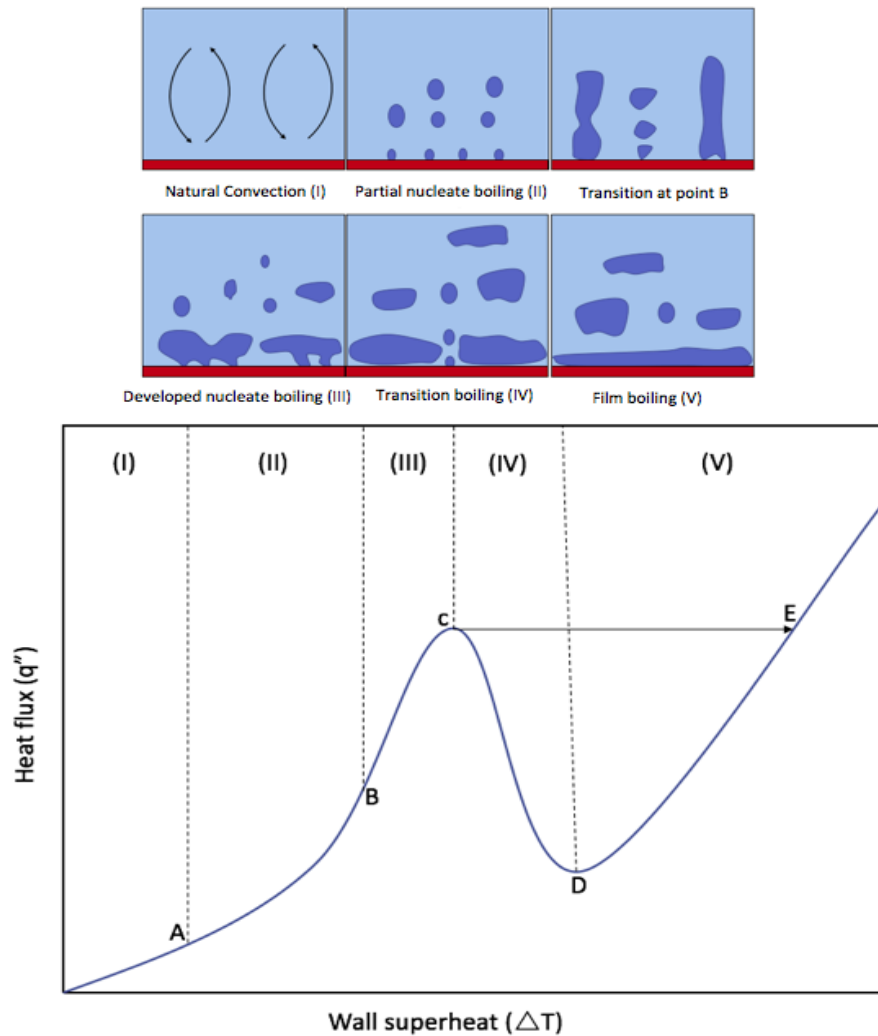 Natural Convection (I)
Partial nucleate boiling (II)
Transition at point B
Developed nucleate boiling (III)
Transition boiling (IV)
Film boiling (V)
(I)
(II)
(III)
(IV)
(V)
C
E
B
D
A
Heat flux (q”)
Wall superheat (△T)